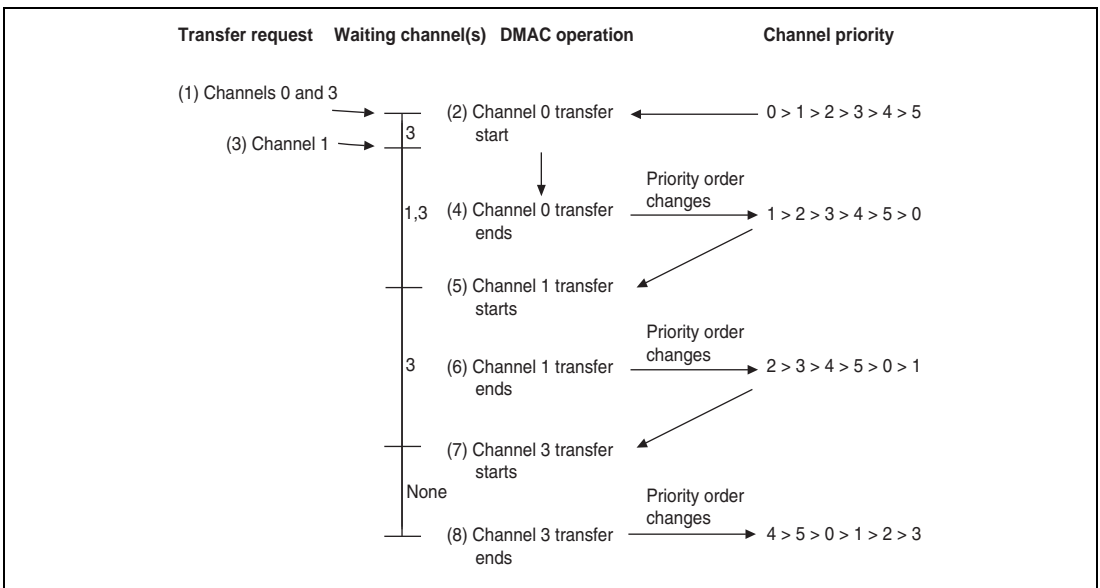 Transfer request Waiting channel(s) DMAC operation Channel priority
(1) Channels 0 and 3
(2) Channel 0 transfer
start
0 > 1 > 2 > 3 > 4 > 5
3
(3) Channel 1
Priority order
changes
1,3
(4) Channel 0 transfer
ends
1 > 2 > 3 > 4 > 5 > 0
(5) Channel 1 transfer
starts
Priority order
changes
3
(6) Channel 1 transfer
ends
2 > 3 > 4 > 5 > 0 > 1
(7) Channel 3 transfer
starts
None
Priority order
changes
(8) Channel 3 transfer
ends
4 > 5 > 0 > 1 > 2 > 3